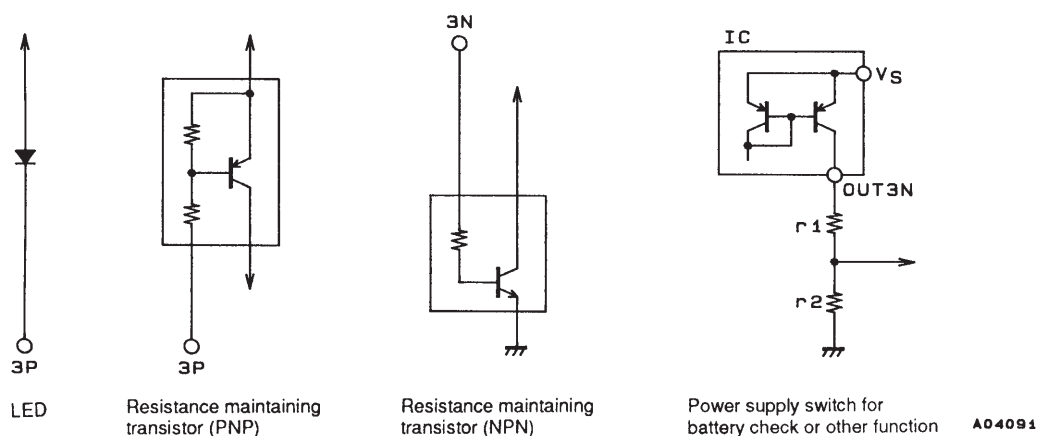 3N
IC
VS
OUT3N
r1
r2
3P
3P
LED
Resistance maintaining
transistor (PNP)
Resistance maintaining
transistor (NPN)
Power supply switch for
battery check or other function
A04091